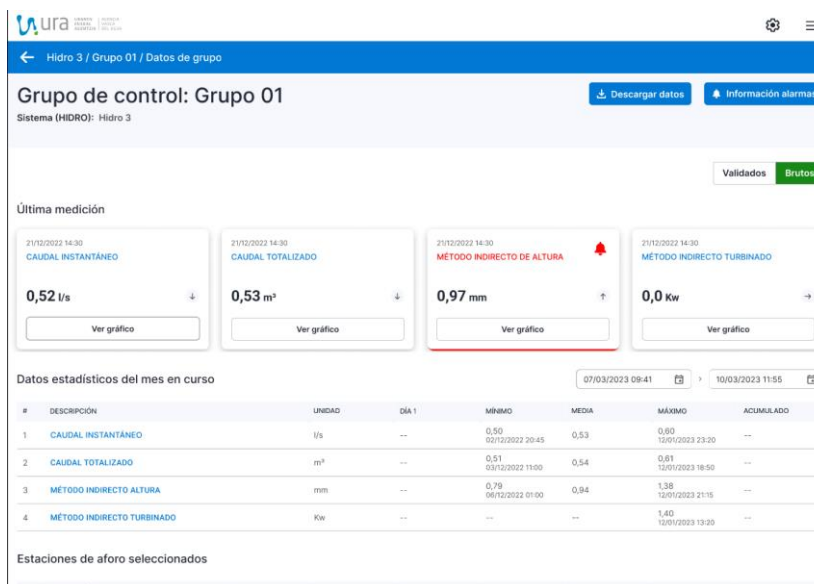 ura
Hidro 3 / Grupo 01 / Datos de grupo
Grupo de control: Grupo 01
Descargar datos
Información alarmas
Sistema (HIDRO): Hidro 3
Validados Brutos
Última medición
21/12/2022 14:30
CAUDAL INSTANTÁNEO
0,52 l/s
Ver gráfico
21/12/2022 14:30
CAUDAL TOTALIZADO
0,53 m³
Ver gráfico
21/12/2022 14:30
MÉTODO INDIRECTO DE ALTURA
0,97 mm
Ver gráfico
21/12/2022 14:30
MÉTODO INDIRECTO TURBINADO
0,0 Kw
Ver gráfico
Datos estadísticos del mes en curso
07/03/2023 09:41 > 10/03/2023 11:55
# DESCRIPCIÓN UNIDAD DÍA 1 MÍNIMO MEDIA MÁXIMO ACUMULADO
1 CAUDAL INSTANTÁNEO l/s -- 0,50 02/12/2022 20:45 0,53 0,60 12/01/2023 23:20 --
2 CAUDAL TOTALIZADO m³ -- 0,51 03/12/2022 11:00 0,54 0,61 12/01/2023 18:50 --
3 MÉTODO INDIRECTO ALTURA mm -- 0,79 06/12/2022 01:00 0,94 1,38 12/01/2023 21:15 --
4 MÉTODO INDIRECTO TURBINADO Kw -- -- -- 1,40 12/01/2023 13:20 --
Estaciones de aforo seleccionados